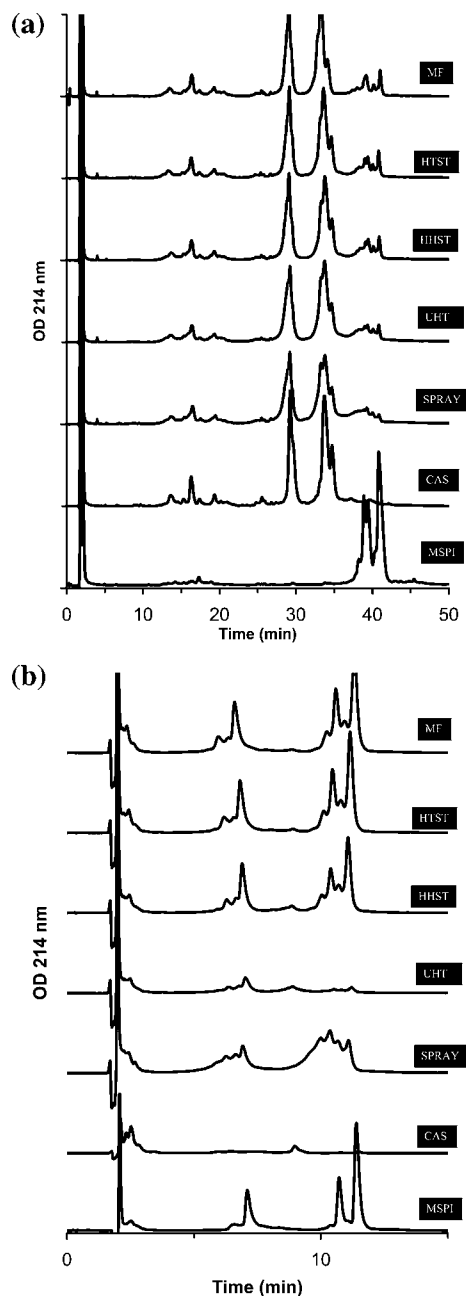 (a)
MF
HTST
HHST
UHT
SPRAY
CAS
MSPI
OD 214 nm
0 10 20 30 40 50
Time (min)
(b)
MF
HTST
HHST
UHT
SPRAY
CAS
MSPI
OD 214 nm
0 10
Time (min)